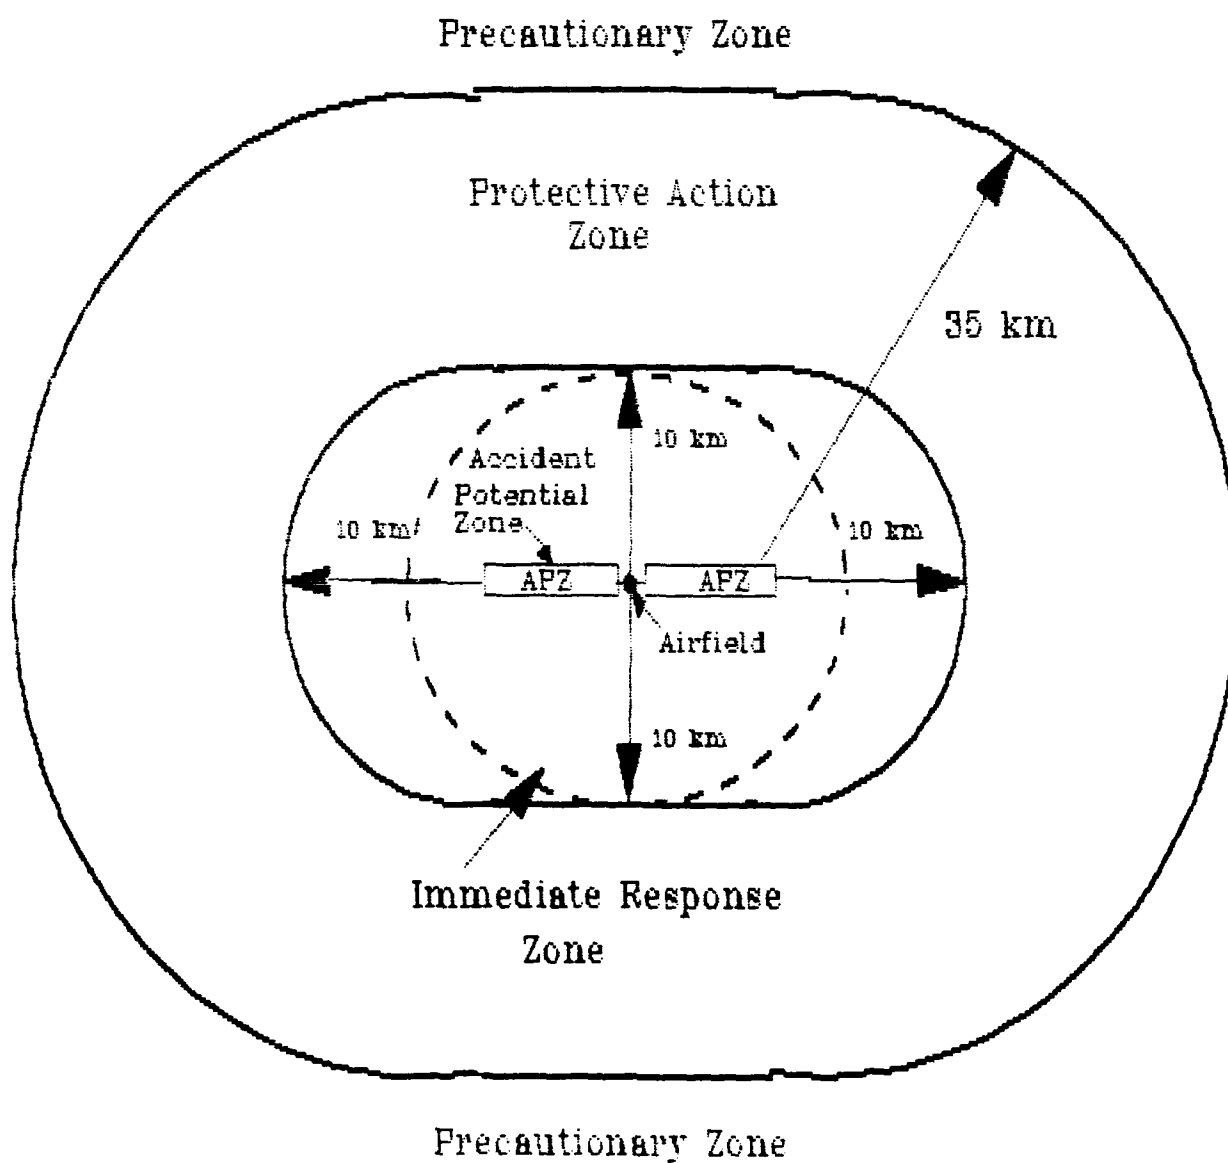 Precautionary Zone
Protective Action
Zone
35 km
10 km
Accident
Potential
Zone
10 km
10 km
APZ
APZ
Airfield
10 km
Immediate Response
Zone
Precautionary Zone